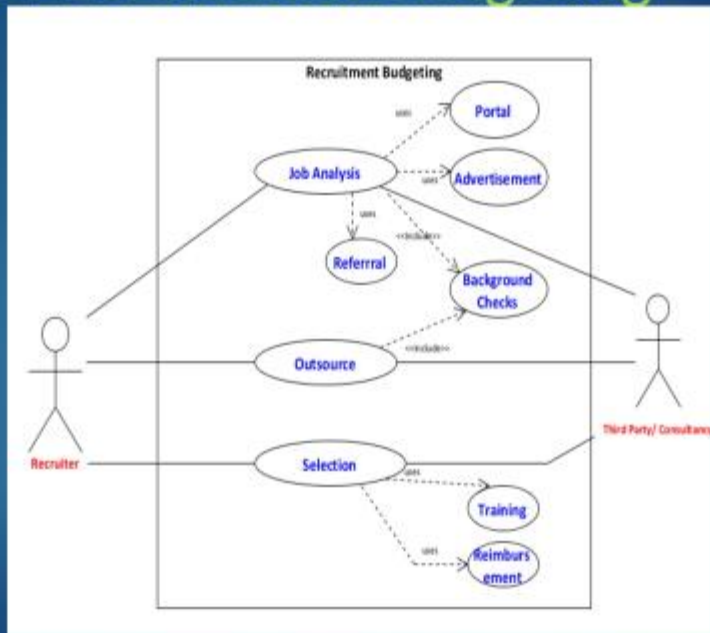 Recruitment Budgeting
uses
Portal
Job Analysis
uses
Advertisement
uses
<<include>>
Referrral
Background
Checks
<<include>>
Outsource
Third Party/ Consultancy
Recruiter
Selection
uses
Training
uses
Reimburs
ement